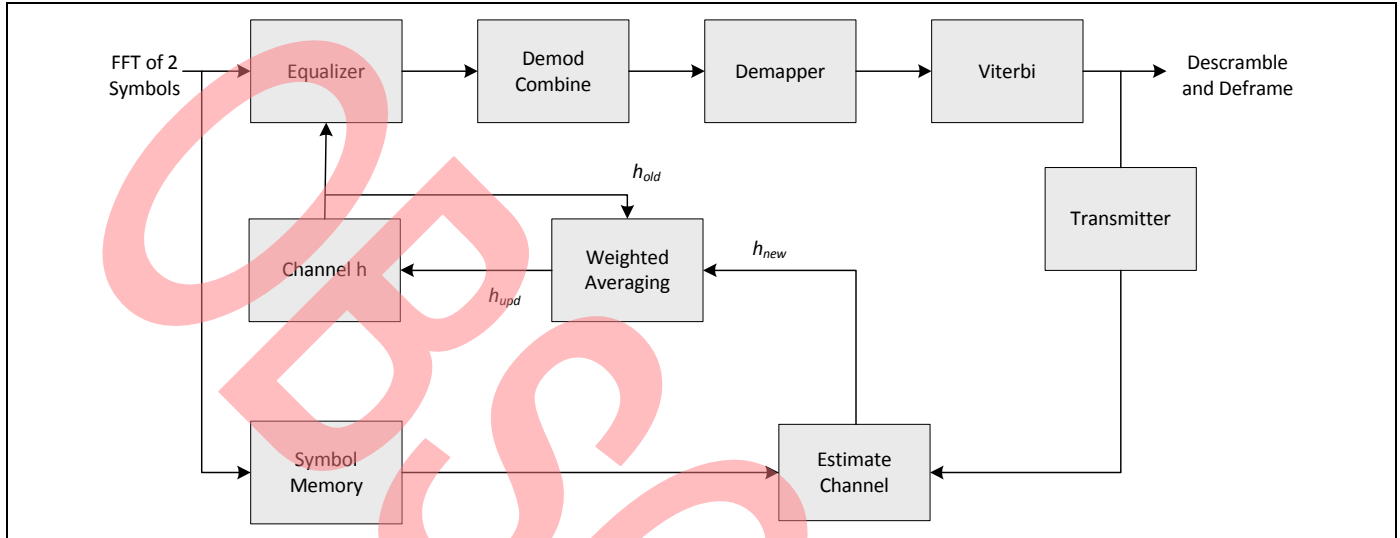 FFT of 2
Symbols
Equalizer
Demod
Combine
Demapper
Viterbi
Descramble
and Deframe
h_old
Transmitter
Channel h
Weighted
Averaging
h_new
h_upd
Symbol
Memory
Estimate
Channel
OBSO